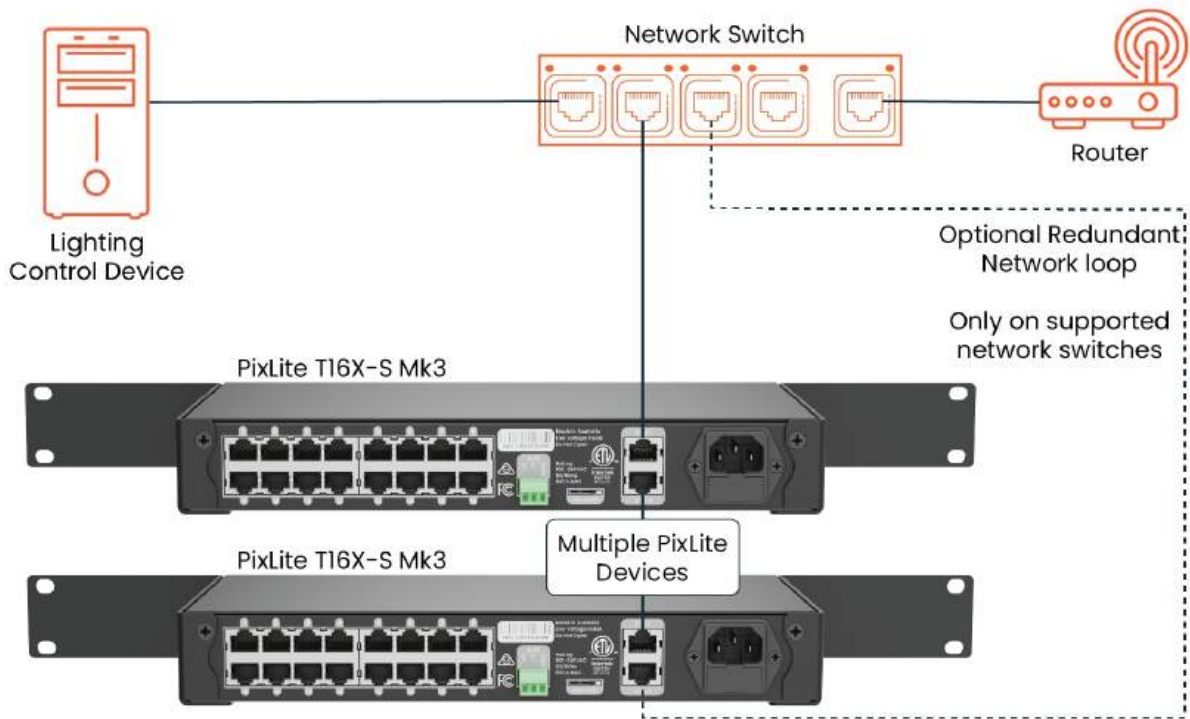 Network Switch
Router
Lighting
Control Device
Optional Redundant
Network loop
Only on supported
network switches
PixLite T16X-S Mk3
Multiple PixLite
Devices
PixLite T16X-S Mk3